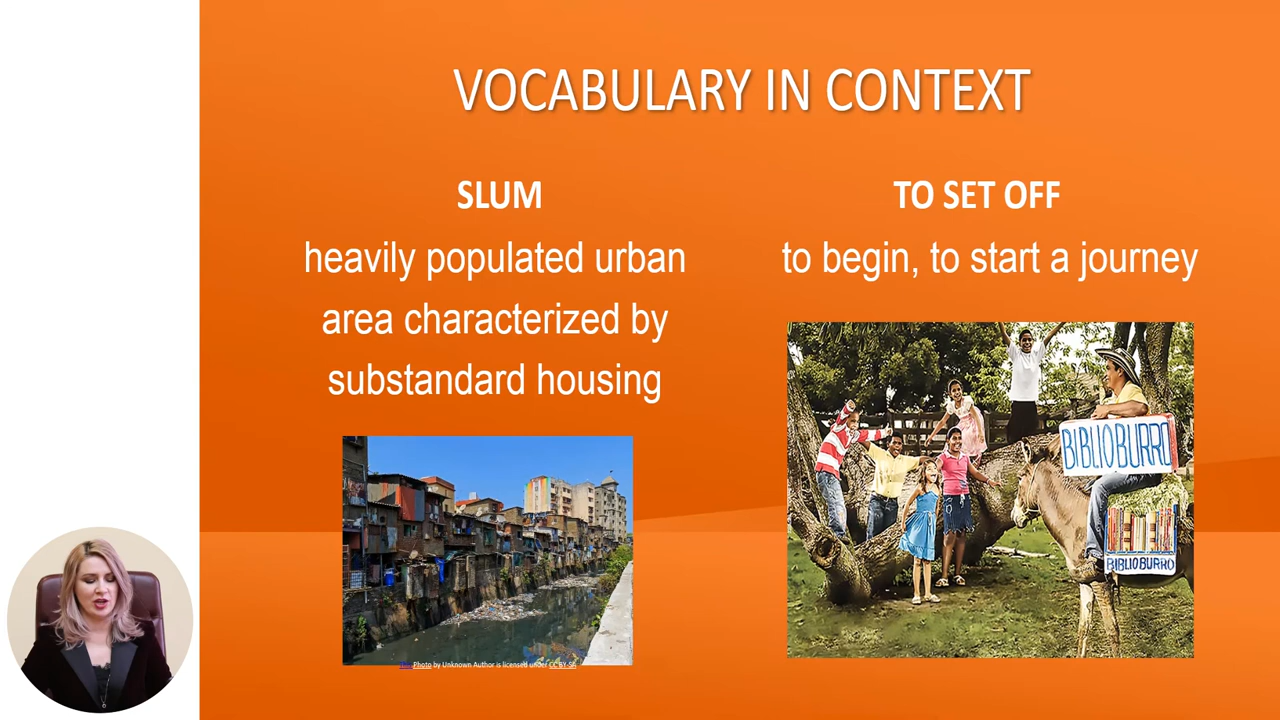 VOCABULARY IN CONTEXT
SLUM
heavily populated urban
area characterized by
substandard housing
This Photo by Unknown Author is licensed under CC BY-SA
TO SET OFF
to begin, to start a journey
BIBLIOBURRO
BIBLIOBURRO